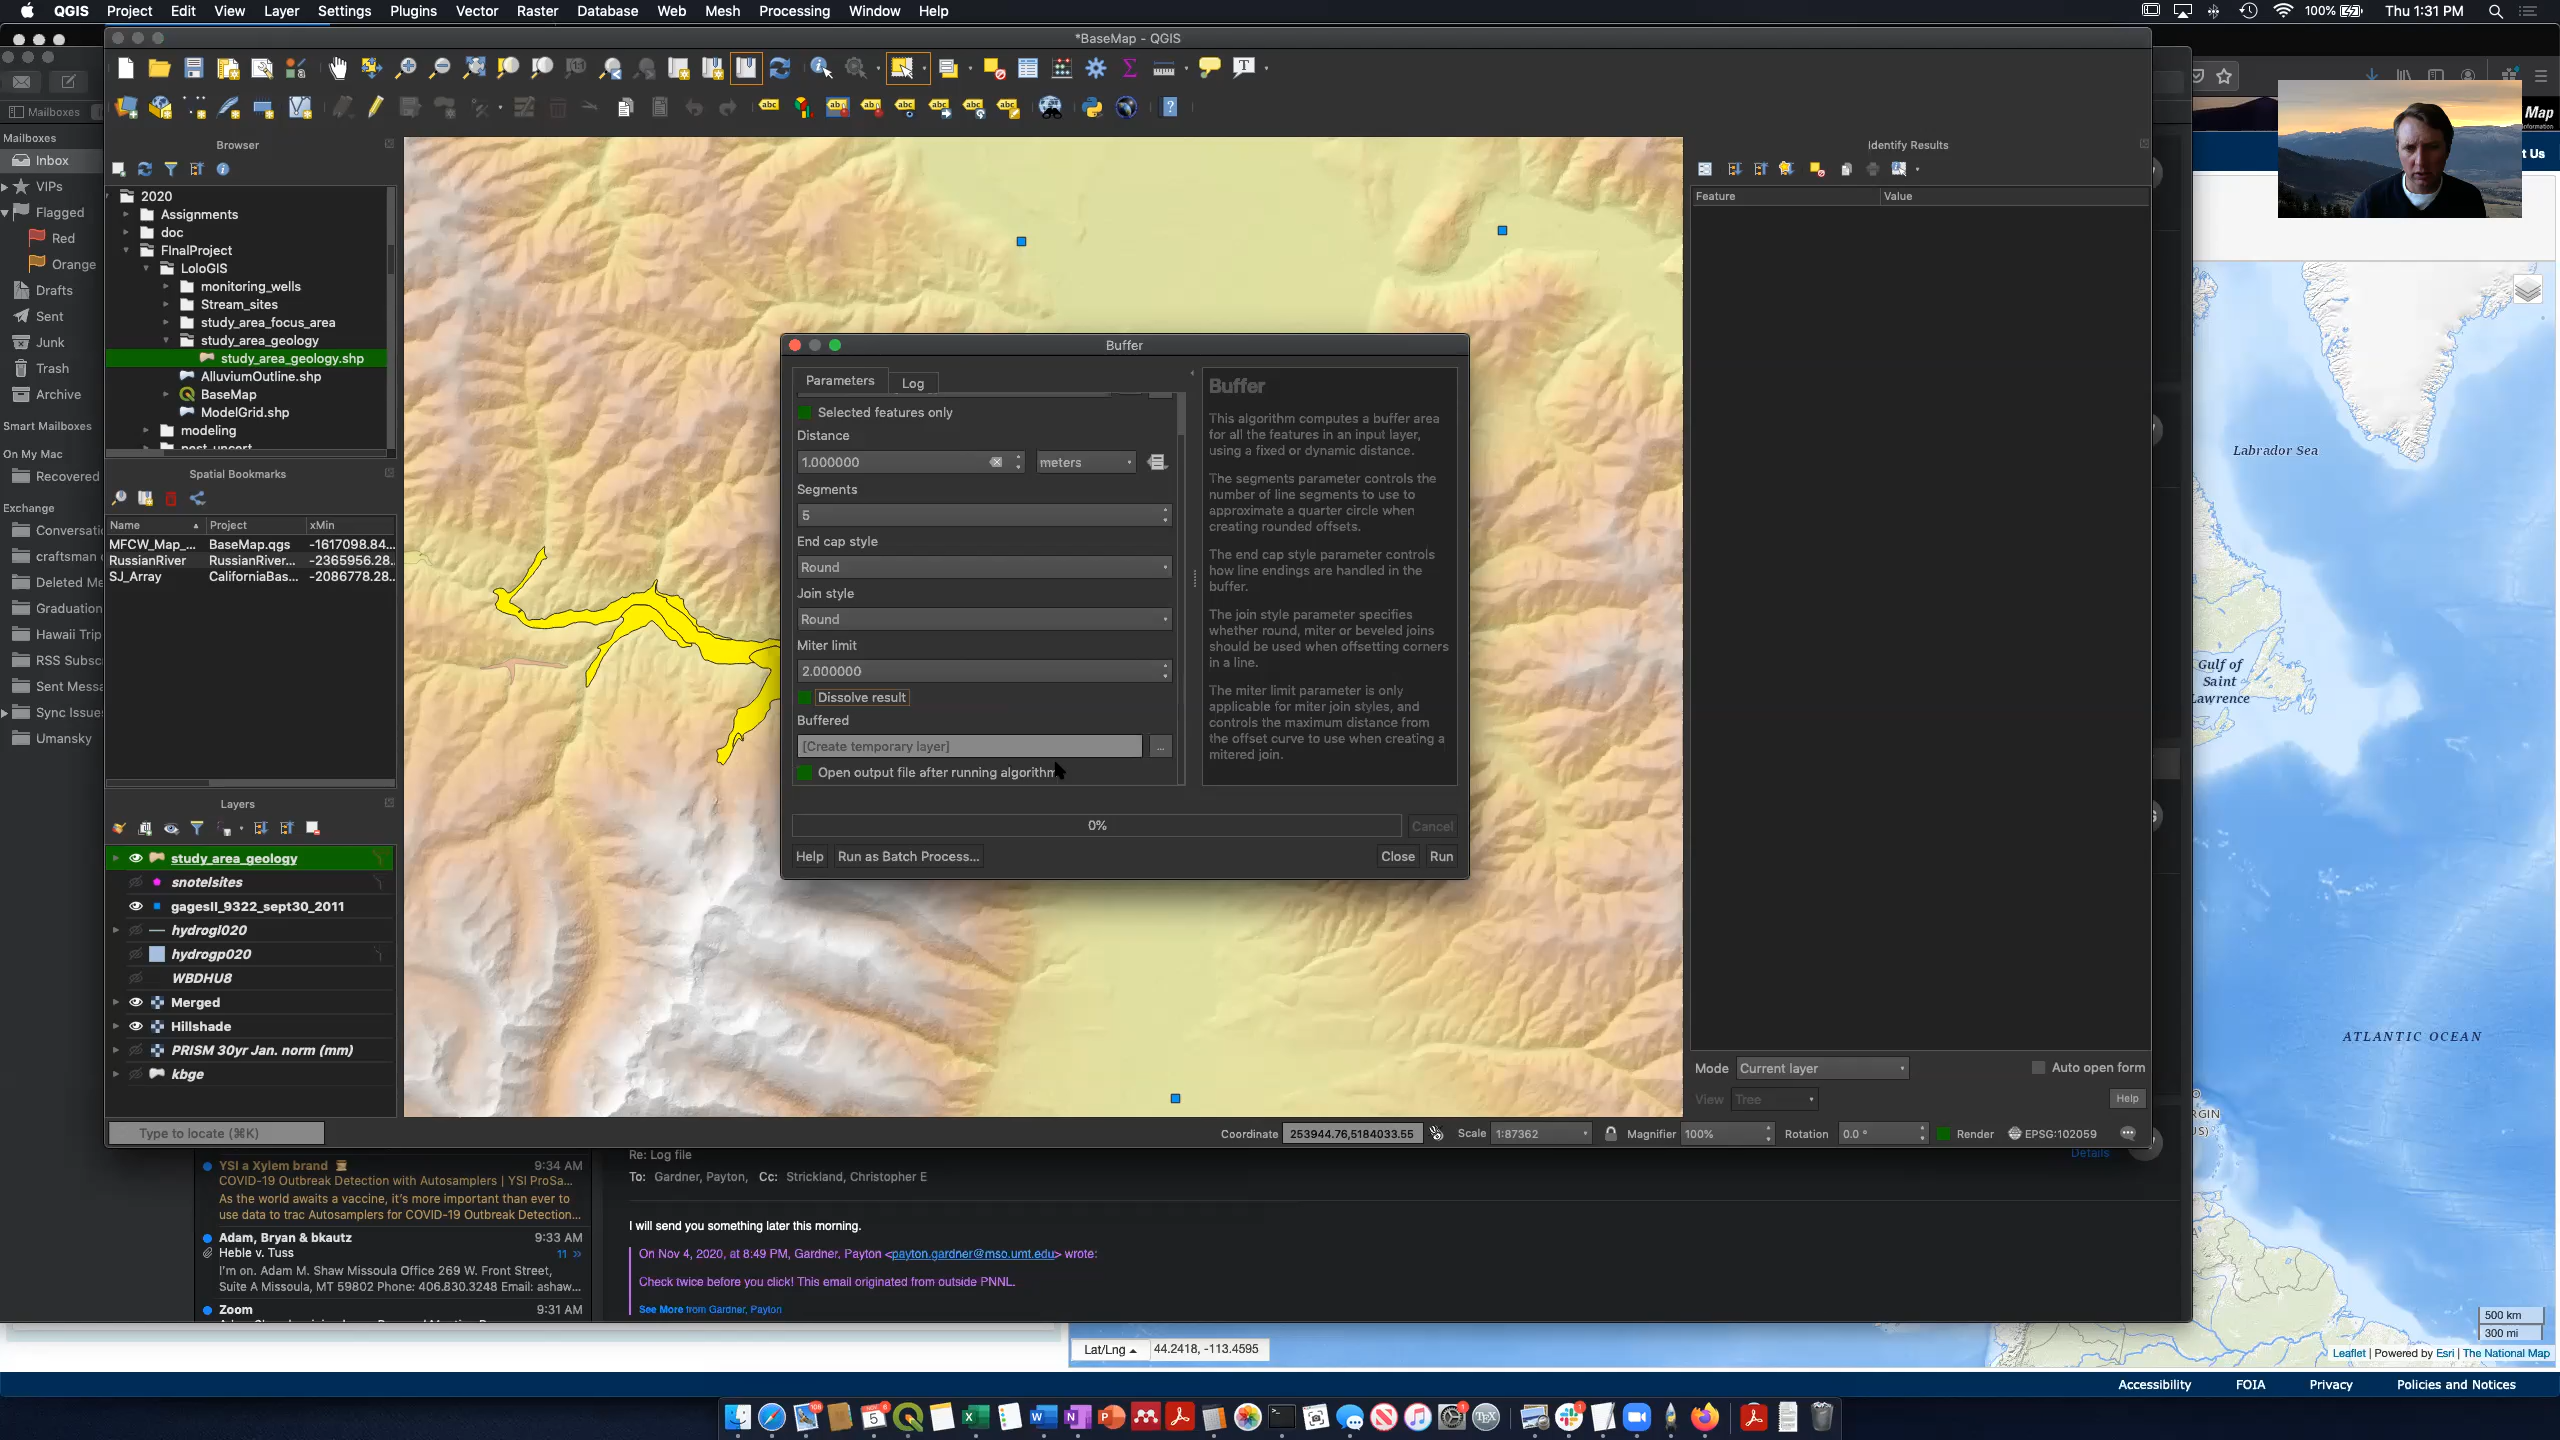 QGIS Project Edit View Layer Settings Plugins Vector Raster Database Web Mesh Processing Window Help
100% Thu 1:31 PM
*BaseMap - QGIS
Mailboxes
Mailboxes
Inbox
VIPs
Flagged
Red
Orange
Drafts
Sent
Junk
Trash
Archive
Smart Mailboxes
On My Mac
Recovered
Exchange
craftsman
Graduation
Hawaii Trip
Umansky
Browser
2020
Assignments
doc
FInalProject
LoloGIS
monitoring_wells
Stream_sites
study_area_focus_area
study_area_geology
study_area_geology.shp
AlluviumOutline.shp
BaseMap
ModelGrid.shp
modeling
Spatial Bookmarks
Name Project xMin
MFCW_Map_... BaseMap.qgs -1617098.84...
RussianRiver RussianRiver... -2365956.28...
SJ_Array CaliforniaBas... -2086778.28...
Layers
study_area_geology
snotelsites
gagesII_9322_sept30_2011
hydrogl020
hydrogp020
WBDHU8
Merged
Hillshade
PRISM 30yr Jan. norm (mm)
kbge
Type to locate (⌘K)
Buffer
Parameters Log
Selected features only
Distance
1.000000 meters
Segments
5
End cap style
Round
Join style
Round
Miter limit
2.000000
Dissolve result
Buffered
[Create temporary layer] ...
Open output file after running algorithm
Buffer
This algorithm computes a buffer area
for all the features in an input layer,
using a fixed or dynamic distance.
The segments parameter controls the
number of line segments to use to
approximate a quarter circle when
creating rounded offsets.
The end cap style parameter controls
how line endings are handled in the
buffer.
The join style parameter specifies
whether round, miter or beveled joins
should be used when offsetting corners
in a line.
The miter limit parameter is only
applicable for miter join styles, and
controls the maximum distance from
the offset curve to use when creating a
mitered join.
0% Cancel
Help Run as Batch Process... Close Run
Identify Results
Feature Value
Mode Current layer Auto open form
View Tree Help
Coordinate 253944.76,5184033.55 Scale 1:87362 Magnifier 100% Rotation 0.0 ° Render EPSG:102059
Map
t Us
Labrador Sea
Gulf of
Saint
Lawrence
ATLANTIC OCEAN
500 km
300 mi
Leaflet | Powered by Esri | The National Map
YSI a Xylem brand 9:34 AM
COVID-19 Outbreak Detection with Autosamplers | YSI ProSa...
As the world awaits a vaccine, it's more important than ever to
use data to trac Autosamplers for COVID-19 Outbreak Detection...
Adam, Bryan & bkautz 9:33 AM
Heble v. Tuss 11 »
I'm on. Adam M. Shaw Missoula Office 269 W. Front Street,
Suite A Missoula, MT 59802 Phone: 406.830.3248 Email: ashaw...
Zoom 9:31 AM
Re: Log file
Details
To: Gardner, Payton, Cc: Strickland, Christopher E
I will send you something later this morning.
On Nov 4, 2020, at 8:49 PM, Gardner, Payton <payton.gardner@mso.umt.edu> wrote:
Check twice before you click! This email originated from outside PNNL.
See More from Gardner, Payton
Lat/Lng 44.2418, -113.4595
Accessibility FOIA Privacy Policies and Notices